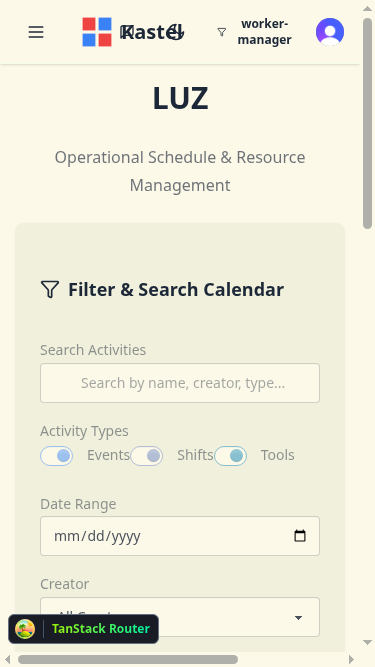 Kastel
worker-
manager
LUZ
Operational Schedule & Resource
Management
Filter & Search Calendar
Search Activities
Search by name, creator, type...
Activity Types
Events Shifts Tools
Date Range
mm/dd/yyyy
Creator
TanStack Router